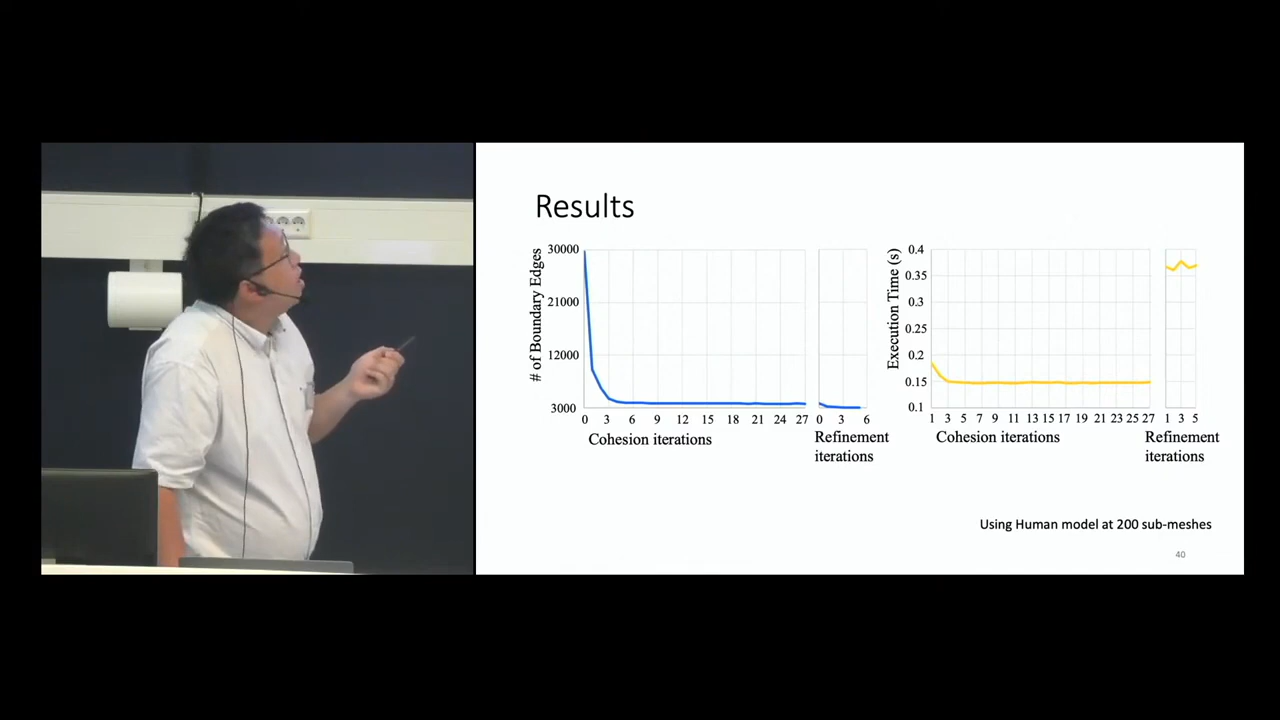 Results
# of Boundary Edges
30000
21000
12000
3000
0 3 6 9 12 15 18 21 24 27
Cohesion iterations
0 3 6
Refinement
iterations
Execution Time (s)
0.4
0.35
0.3
0.25
0.2
0.15
0.1
1 3 5 7 9 11 13 15 17 19 21 23 25 27
Cohesion iterations
1 3 5
Refinement
iterations
Using Human model at 200 sub-meshes
40